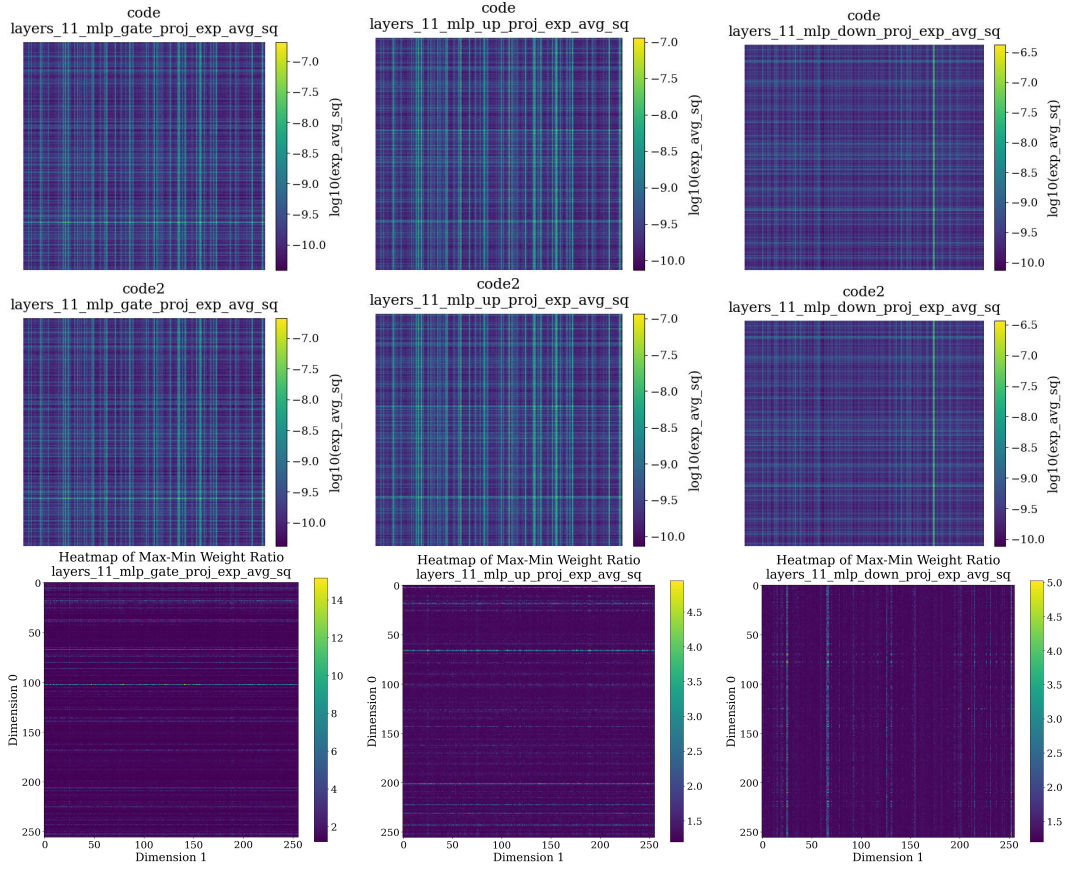 code
layers_11_mlp_gate_proj_exp_avg_sq
−7.0
−7.5
−8.0
−8.5
−9.0
−9.5
−10.0
log10(exp_avg_sq)
code
layers_11_mlp_up_proj_exp_avg_sq
−7.0
−7.5
−8.0
−8.5
−9.0
−9.5
−10.0
log10(exp_avg_sq)
code
layers_11_mlp_down_proj_exp_avg_sq
−6.5
−7.0
−7.5
−8.0
−8.5
−9.0
−9.5
−10.0
log10(exp_avg_sq)
code2
layers_11_mlp_gate_proj_exp_avg_sq
−7.0
−7.5
−8.0
−8.5
−9.0
−9.5
−10.0
log10(exp_avg_sq)
code2
layers_11_mlp_up_proj_exp_avg_sq
−7.0
−7.5
−8.0
−8.5
−9.0
−9.5
−10.0
log10(exp_avg_sq)
code2
layers_11_mlp_down_proj_exp_avg_sq
−6.5
−7.0
−7.5
−8.0
−8.5
−9.0
−9.5
−10.0
log10(exp_avg_sq)
Heatmap of Max-Min Weight Ratio
layers_11_mlp_gate_proj_exp_avg_sq
Dimension 0
0
50
100
150
200
250
0 50 100 150 200 250
Dimension 1
14
12
10
8
6
4
2
Heatmap of Max-Min Weight Ratio
layers_11_mlp_up_proj_exp_avg_sq
Dimension 0
0
50
100
150
200
250
0 50 100 150 200 250
Dimension 1
4.5
4.0
3.5
3.0
2.5
2.0
1.5
Heatmap of Max-Min Weight Ratio
layers_11_mlp_down_proj_exp_avg_sq
Dimension 0
0
50
100
150
200
250
0 50 100 150 200 250
Dimension 1
5.0
4.5
4.0
3.5
3.0
2.5
2.0
1.5